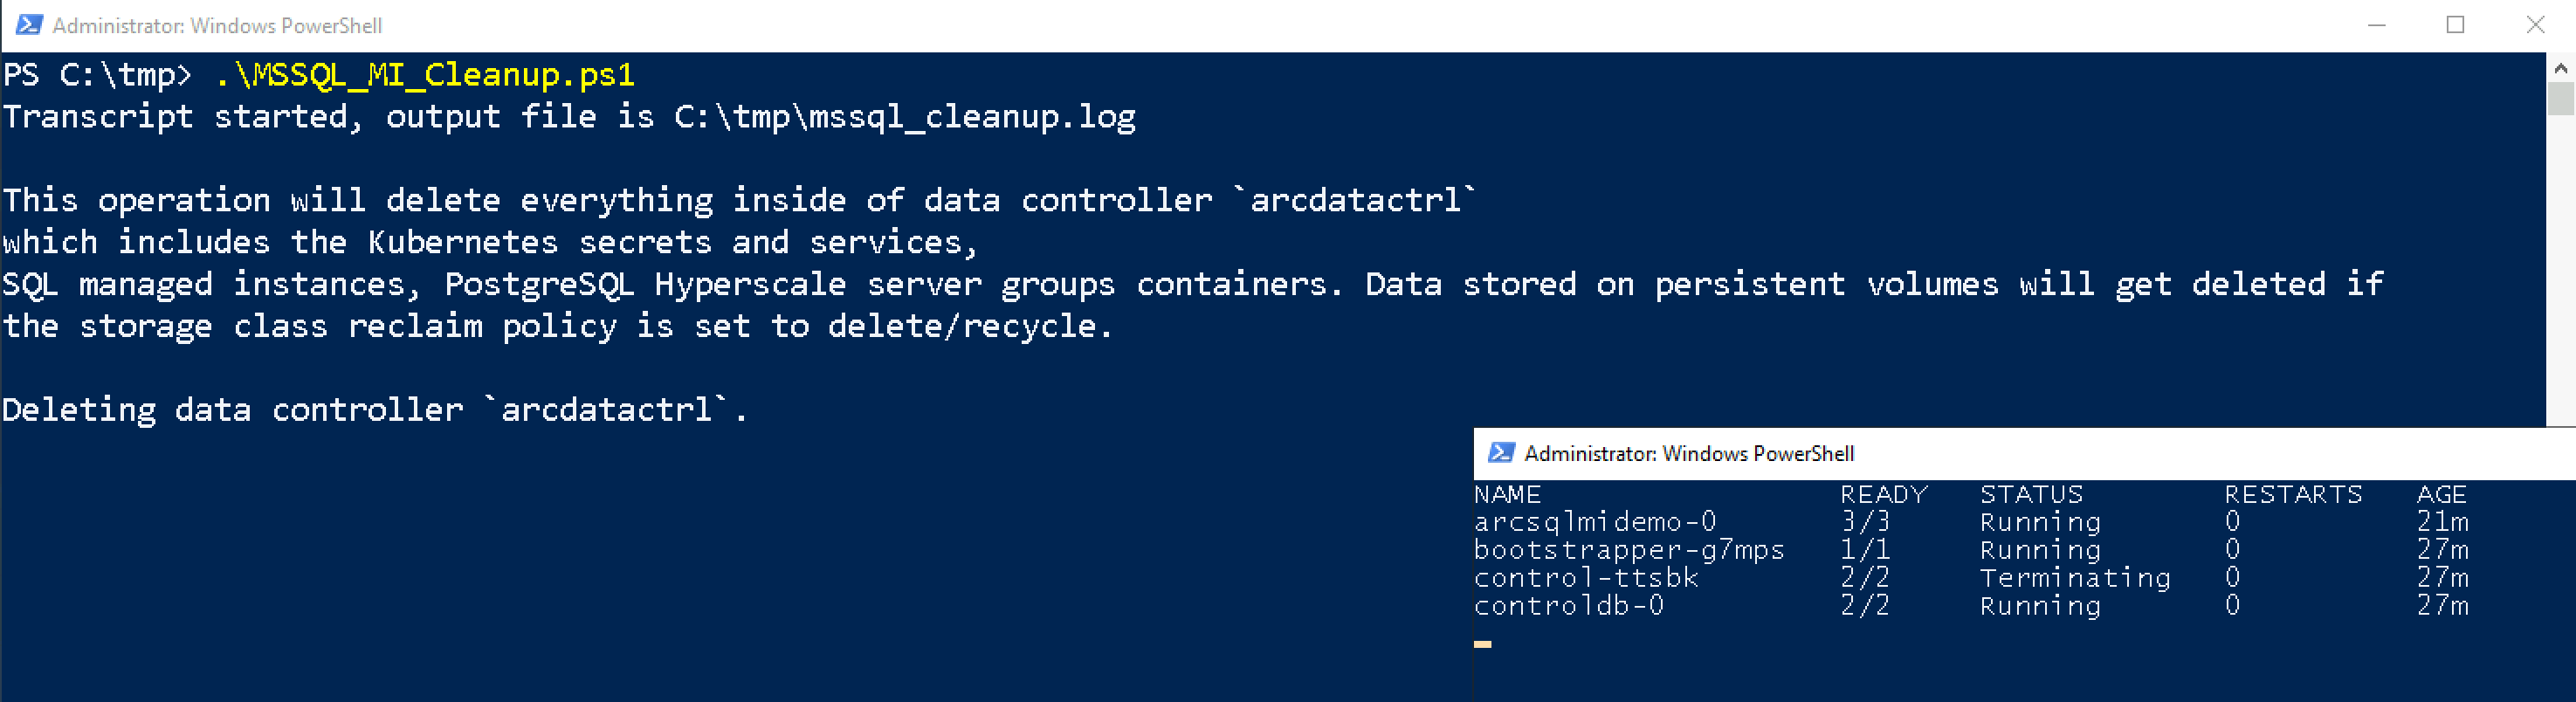 Administrator: Windows PowerShell
PS C:\tmp> .\MSSQL_MI_Cleanup.ps1
Transcript started, output file is C:\tmp\mssql_cleanup.log
This operation will delete everything inside of data controller `arcdatactrl`
which includes the Kubernetes secrets and services,
SQL managed instances, PostgreSQL Hyperscale server groups containers. Data stored on persistent volumes will get deleted if
the storage class reclaim policy is set to delete/recycle.
Deleting data controller `arcdatactrl`.
Administrator: Windows PowerShell
NAME READY STATUS RESTARTS AGE
arcsqlmidemo-0 3/3 Running 0 21m
bootstrapper-g7mps 1/1 Running 0 27m
control-ttsbk 2/2 Terminating 0 27m
controldb-0 2/2 Running 0 27m